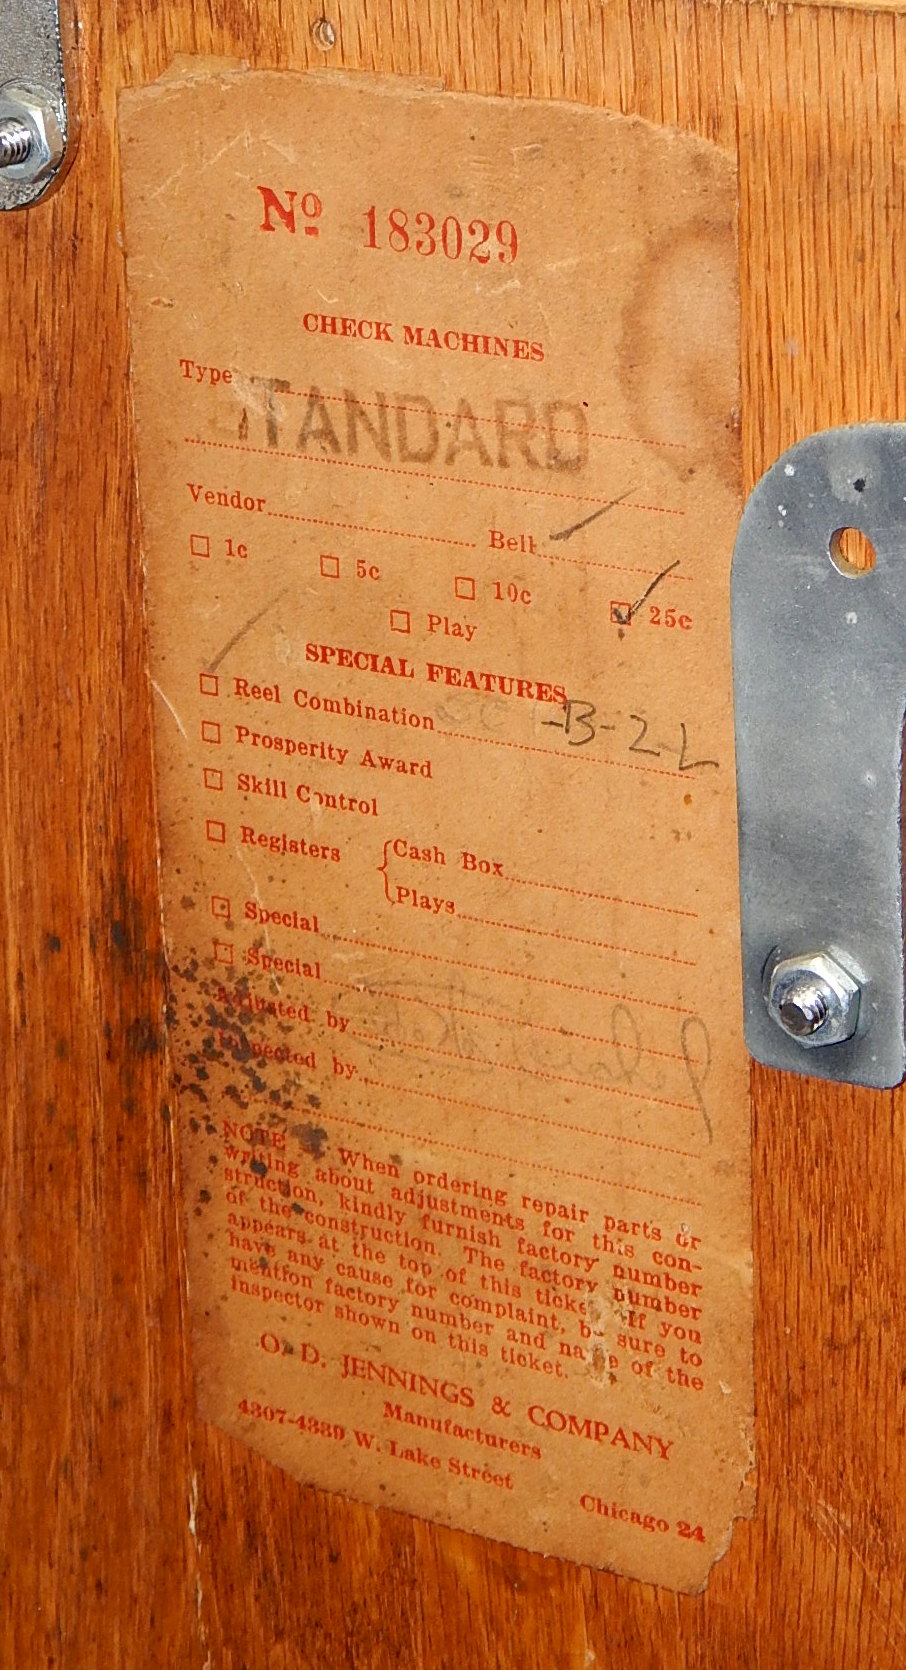 Nº 183029
CHECK MACHINES
Type STANDARD
Vendor Bell ✓
☐ 1c ☐ 5c ☐ 10c ☑ 25c
☐ Play
SPECIAL FEATURES
☐ Reel Combination -B-2L
☐ Prosperity Award
☐ Skill Control
☐ Registers { Cash Box
Plays
☐ Special
☐ Special
Adjusted by
Inspected by
NOTE When ordering repair parts or
writing about adjustments for this con-
struction, kindly furnish factory number
of the construction. The factory number
appears at the top of this ticket. If you
have any cause for complaint, be sure to
mention factory number and name of the
inspector shown on this ticket.
O. D. JENNINGS & COMPANY
Manufacturers
4307-4339 W. Lake Street
Chicago 24